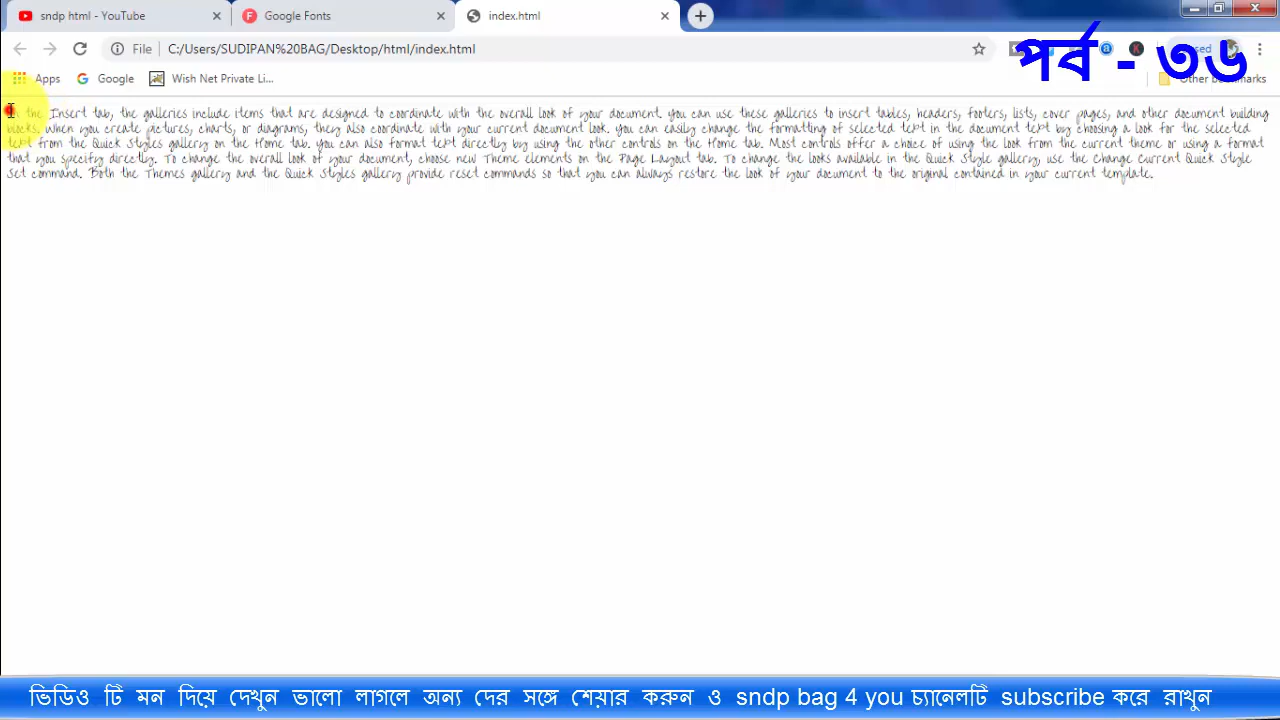 sndp html - YouTube
Google Fonts
index.html
পর্ব - ৩৬
File
C:/Users/SUDIPAN%20BAG/Desktop/html/index.html
Apps
Google
Wish Net Private Li...
Other bookmarks
the Insert tab, the galleries include items that are designed to coordinate with the overall look of your document. You can use these galleries to insert tables, headers, footers, lists, cover pages, and other document building
blocks. When you create pictures, charts, or diagrams, they also coordinate with your current document look. You can easily change the formatting of selected text in the document text by choosing a look for the selected
text from the Quick Styles gallery on the Home tab. You can also format text directly by using the other controls on the Home tab. Most controls offer a choice of using the look from the current theme or using a format
that you specify directly. To change the overall look of your document, choose new Theme elements on the Page Layout tab. To change the looks available in the Quick Style gallery, use the Change Current Quick Style
Set command. Both the Themes gallery and the Quick Styles gallery provide reset commands so that you can always restore the look of your document to the original contained in your current template.
ভিডিও টি মন দিয়ে দেখুন ভালো লাগলে অন্য দের সঙ্গে শেয়ার করুন ও sndp bag 4 you চ্যানেলটি subscribe করে রাখুন